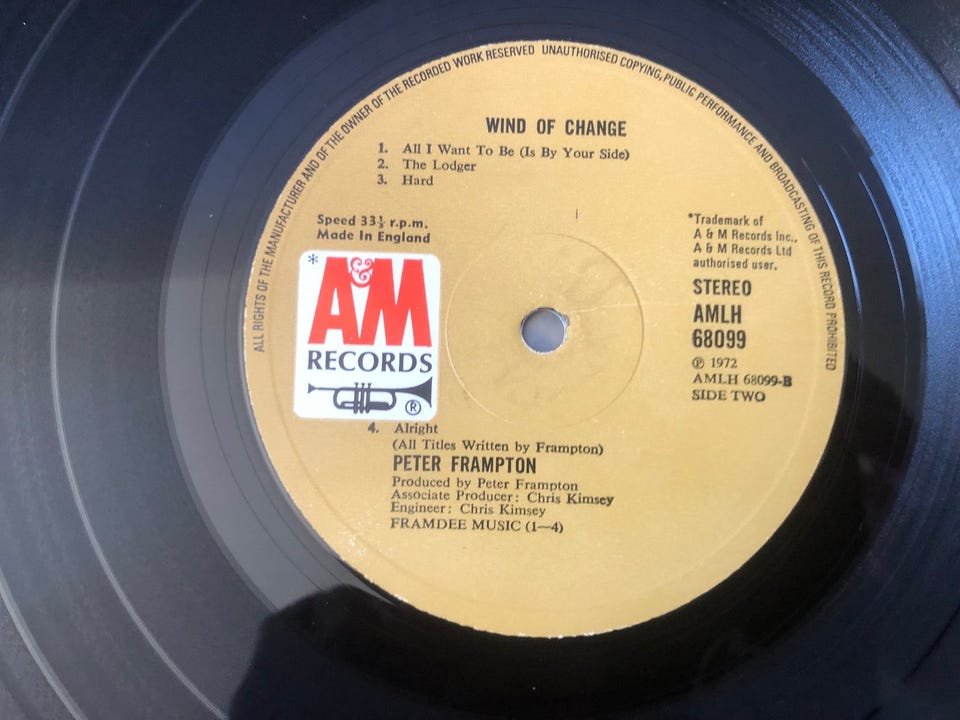 ALL RIGHTS OF THE MANUFACTURER AND OF THE OWNER OF THE RECORDED WORK RESERVED UNAUTHORISED COPYING, PUBLIC PERFORMANCE AND BROADCASTING OF THIS RECORD PROHIBITED
WIND OF CHANGE
1. All I Want To Be (Is By Your Side)
2. The Lodger
3. Hard
Speed 33⅓ r.p.m.
Made In England
*
A&M
RECORDS
®
*Trademark of
A & M Records Inc.,
A & M Records Ltd
authorised user.
STEREO
AMLH
68099
℗ 1972
AMLH 68099-B
SIDE TWO
4. Alright
(All Titles Written by Frampton)
PETER FRAMPTON
Produced by Peter Frampton
Associate Producer: Chris Kimsey
Engineer: Chris Kimsey
FRAMDEE MUSIC (1—4)